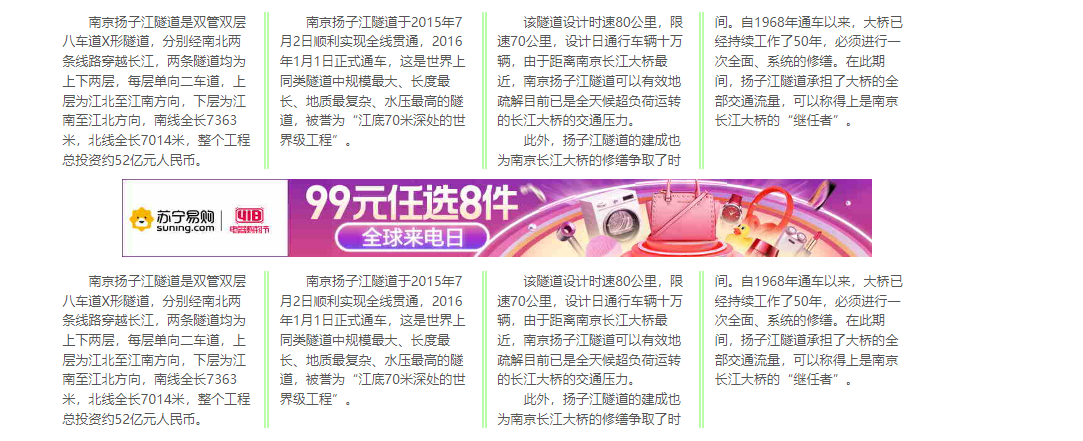 南京扬子江隧道是双管双层
八车道X形隧道，分别经南北两
条线路穿越长江，两条隧道均为
上下两层，每层单向二车道，上
层为江北至江南方向，下层为江
南至江北方向，南线全长7363
米，北线全长7014米，整个工程
总投资约52亿元人民币。
南京扬子江隧道于2015年7
月2日顺利实现全线贯通，2016
年1月1日正式通车，这是世界上
同类隧道中规模最大、长度最
长、地质最复杂、水压最高的隧
道，被誉为“江底70米深处的世
界级工程”。
该隧道设计时速80公里，限
速70公里，设计日通行车辆十万
辆，由于距离南京长江大桥最
近，南京扬子江隧道可以有效地
疏解目前已是全天候超负荷运转
的长江大桥的交通压力。
此外，扬子江隧道的建成也
为南京长江大桥的修缮争取了时
间。自1968年通车以来，大桥已
经持续工作了50年，必须进行一
次全面、系统的修缮。在此期
间，扬子江隧道承担了大桥的全
部交通流量，可以称得上是南京
长江大桥的“继任者”。
苏宁易购
suning.com
418
电器购物节
99元任选8件
全球来电日
南京扬子江隧道是双管双层
八车道X形隧道，分别经南北两
条线路穿越长江，两条隧道均为
上下两层，每层单向二车道，上
层为江北至江南方向，下层为江
南至江北方向，南线全长7363
米，北线全长7014米，整个工程
总投资约52亿元人民币。
南京扬子江隧道于2015年7
月2日顺利实现全线贯通，2016
年1月1日正式通车，这是世界上
同类隧道中规模最大、长度最
长、地质最复杂、水压最高的隧
道，被誉为“江底70米深处的世
界级工程”。
该隧道设计时速80公里，限
速70公里，设计日通行车辆十万
辆，由于距离南京长江大桥最
近，南京扬子江隧道可以有效地
疏解目前已是全天候超负荷运转
的长江大桥的交通压力。
此外，扬子江隧道的建成也
为南京长江大桥的修缮争取了时
间。自1968年通车以来，大桥已
经持续工作了50年，必须进行一
次全面、系统的修缮。在此期
间，扬子江隧道承担了大桥的全
部交通流量，可以称得上是南京
长江大桥的“继任者”。